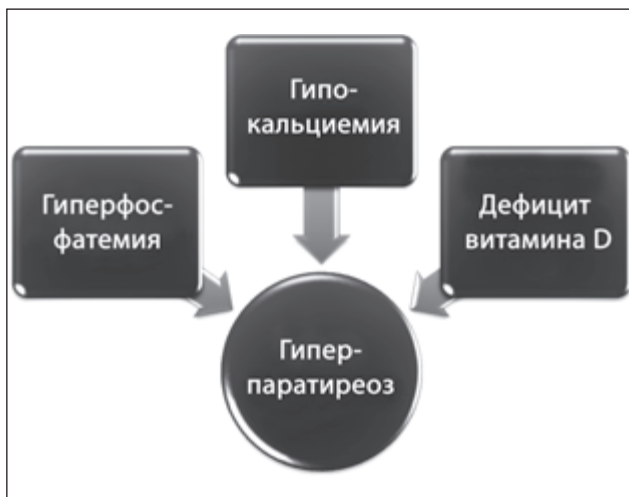 Гипо-
кальциемия
Гиперфос-
фатемия
Дефицит
витамина D
Гипер-
паратиреоз